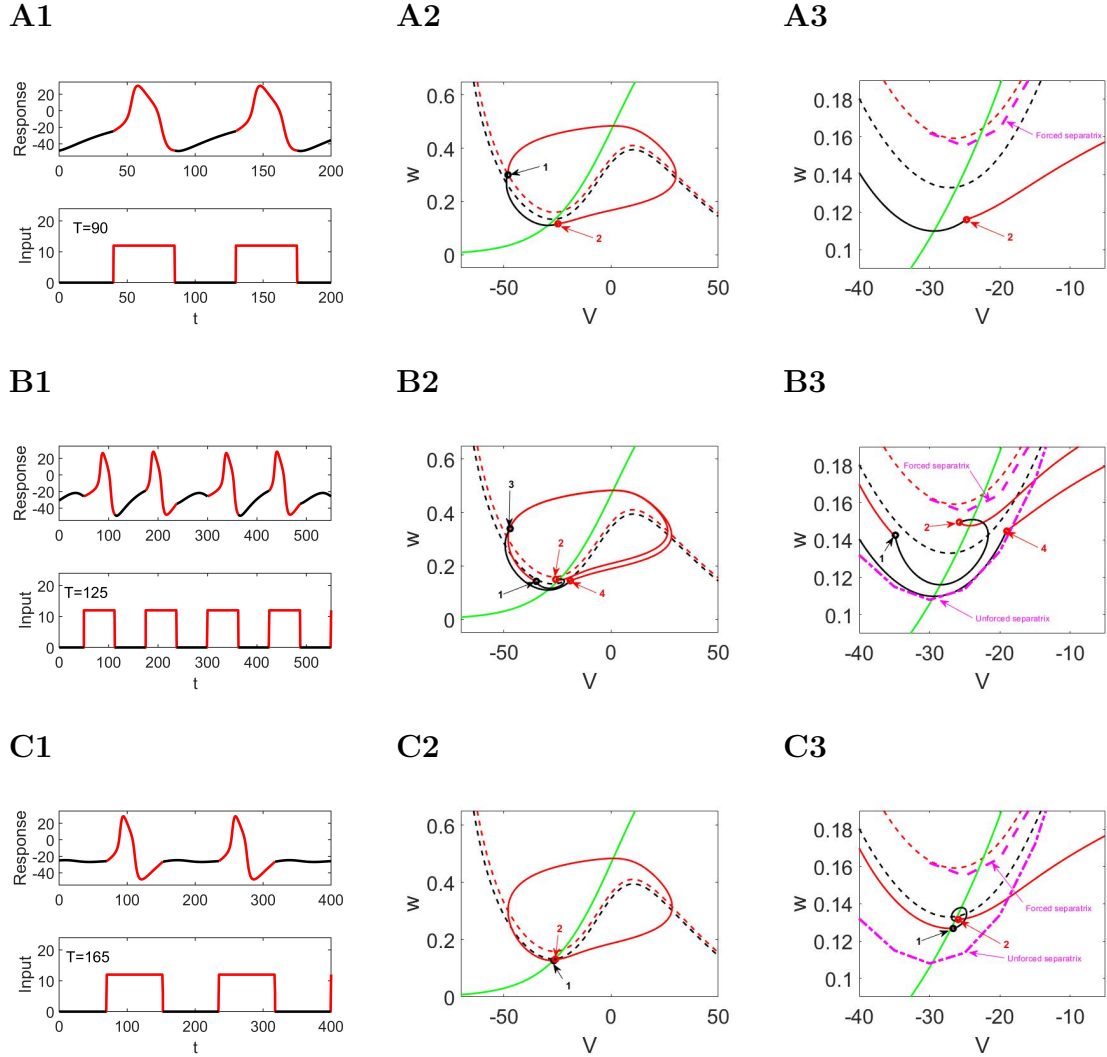 A1 A2 A3
Response
20
0
-20
-40
0 50 100 150 200
Input
20
10
0
T=90
0 50 100 150 200
t
w
0.6
0.4
0.2
0
1
2
-50 0 50
V
w
0.18
0.16
0.14
0.12
0.1
Forced separatrix
2
-40 -30 -20 -10
V
B1 B2 B3
Response
20
0
-20
-40
0 100 200 300 400 500
Input
20
10
0
T=125
0 100 200 300 400 500
t
w
0.6
0.4
0.2
0
3
2
1
4
-50 0 50
V
w
0.18
0.16
0.14
0.12
0.1
Forced separatrix
2
1
4
Unforced separatrix
-40 -30 -20 -10
V
C1 C2 C3
Response
20
0
-20
-40
0 100 200 300 400
Input
20
10
0
T=165
0 100 200 300 400
t
w
0.6
0.4
0.2
0
2
1
-50 0 50
V
w
0.18
0.16
0.14
0.12
0.1
Forced separatrix
1
2
Unforced separatrix
-40 -30 -20 -10
V